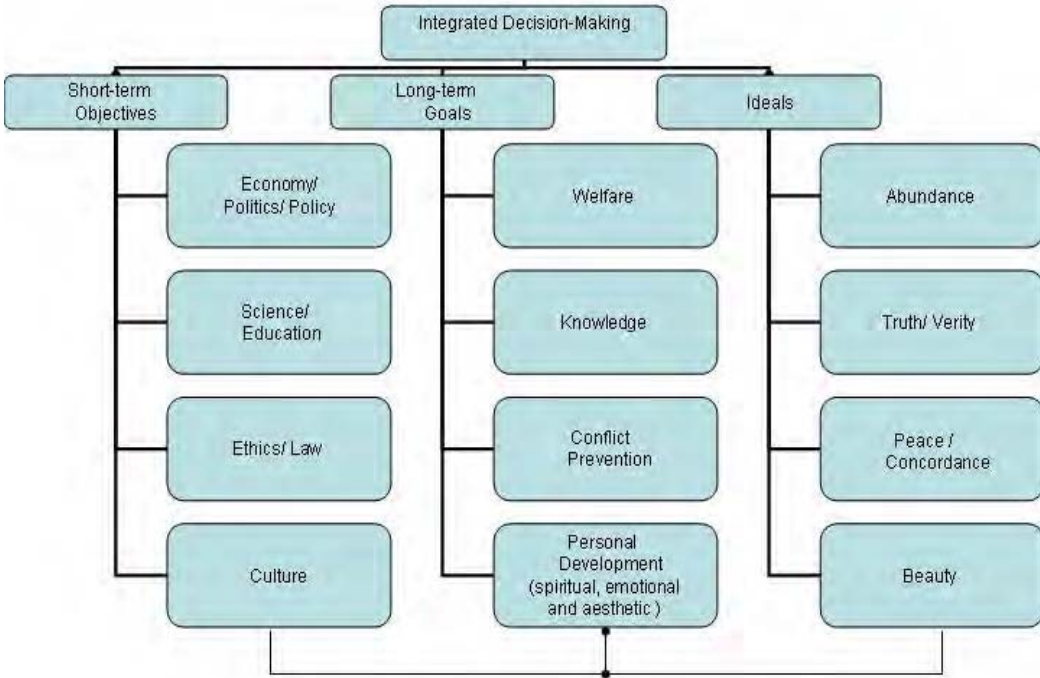 Integrated Decision-Making
Short-term
Objectives
Long-term
Goals
Ideals
Economy/
Politics/ Policy
Welfare
Abundance
Science/
Education
Knowledge
Truth/ Verity
Ethics/ Law
Conflict
Prevention
Peace /
Concordance
Culture
Personal
Development
(spiritual, emotional
and aesthetic )
Beauty